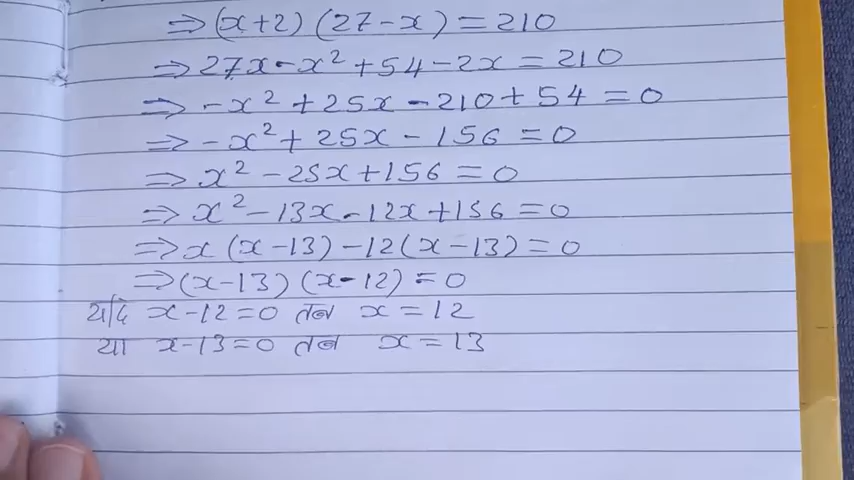 ⇒ (x+2) (27-x) = 210
⇒ 27x - x² + 54 - 2x = 210
⇒ -x² + 25x - 210 + 54 = 0
⇒ -x² + 25x - 156 = 0
⇒ x² - 25x + 156 = 0
⇒ x² - 13x - 12x + 156 = 0
⇒ x (x-13) - 12 (x-13) = 0
⇒ (x-13) (x-12) = 0
यदि x-12=0 तब x = 12
या x-13=0 तब x = 13